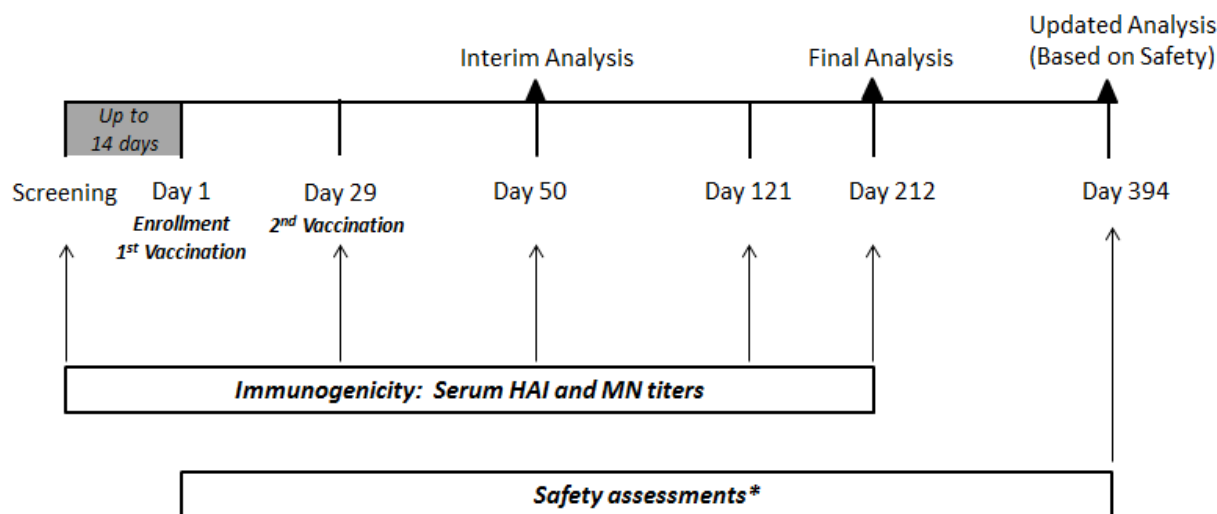 Updated Analysis
(Based on Safety)
Interim Analysis
Final Analysis
Up to
14 days
Screening
Day 1
Day 29
Day 50
Day 121
Day 212
Day 394
Enrollment
1st Vaccination
2nd Vaccination
Immunogenicity: Serum HAI and MN titers
Safety assessments*